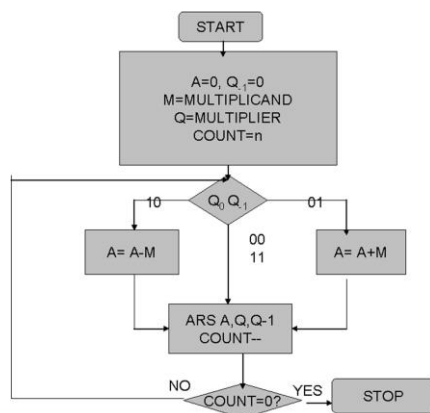 START
A=0, Q₋₁=0
M=MULTIPLICAND
Q=MULTIPLIER
COUNT=n
10
Q₀ Q₋₁
01
A= A-M
00
11
A= A+M
ARS A,Q,Q-1
COUNT--
NO
COUNT=0?
YES
STOP